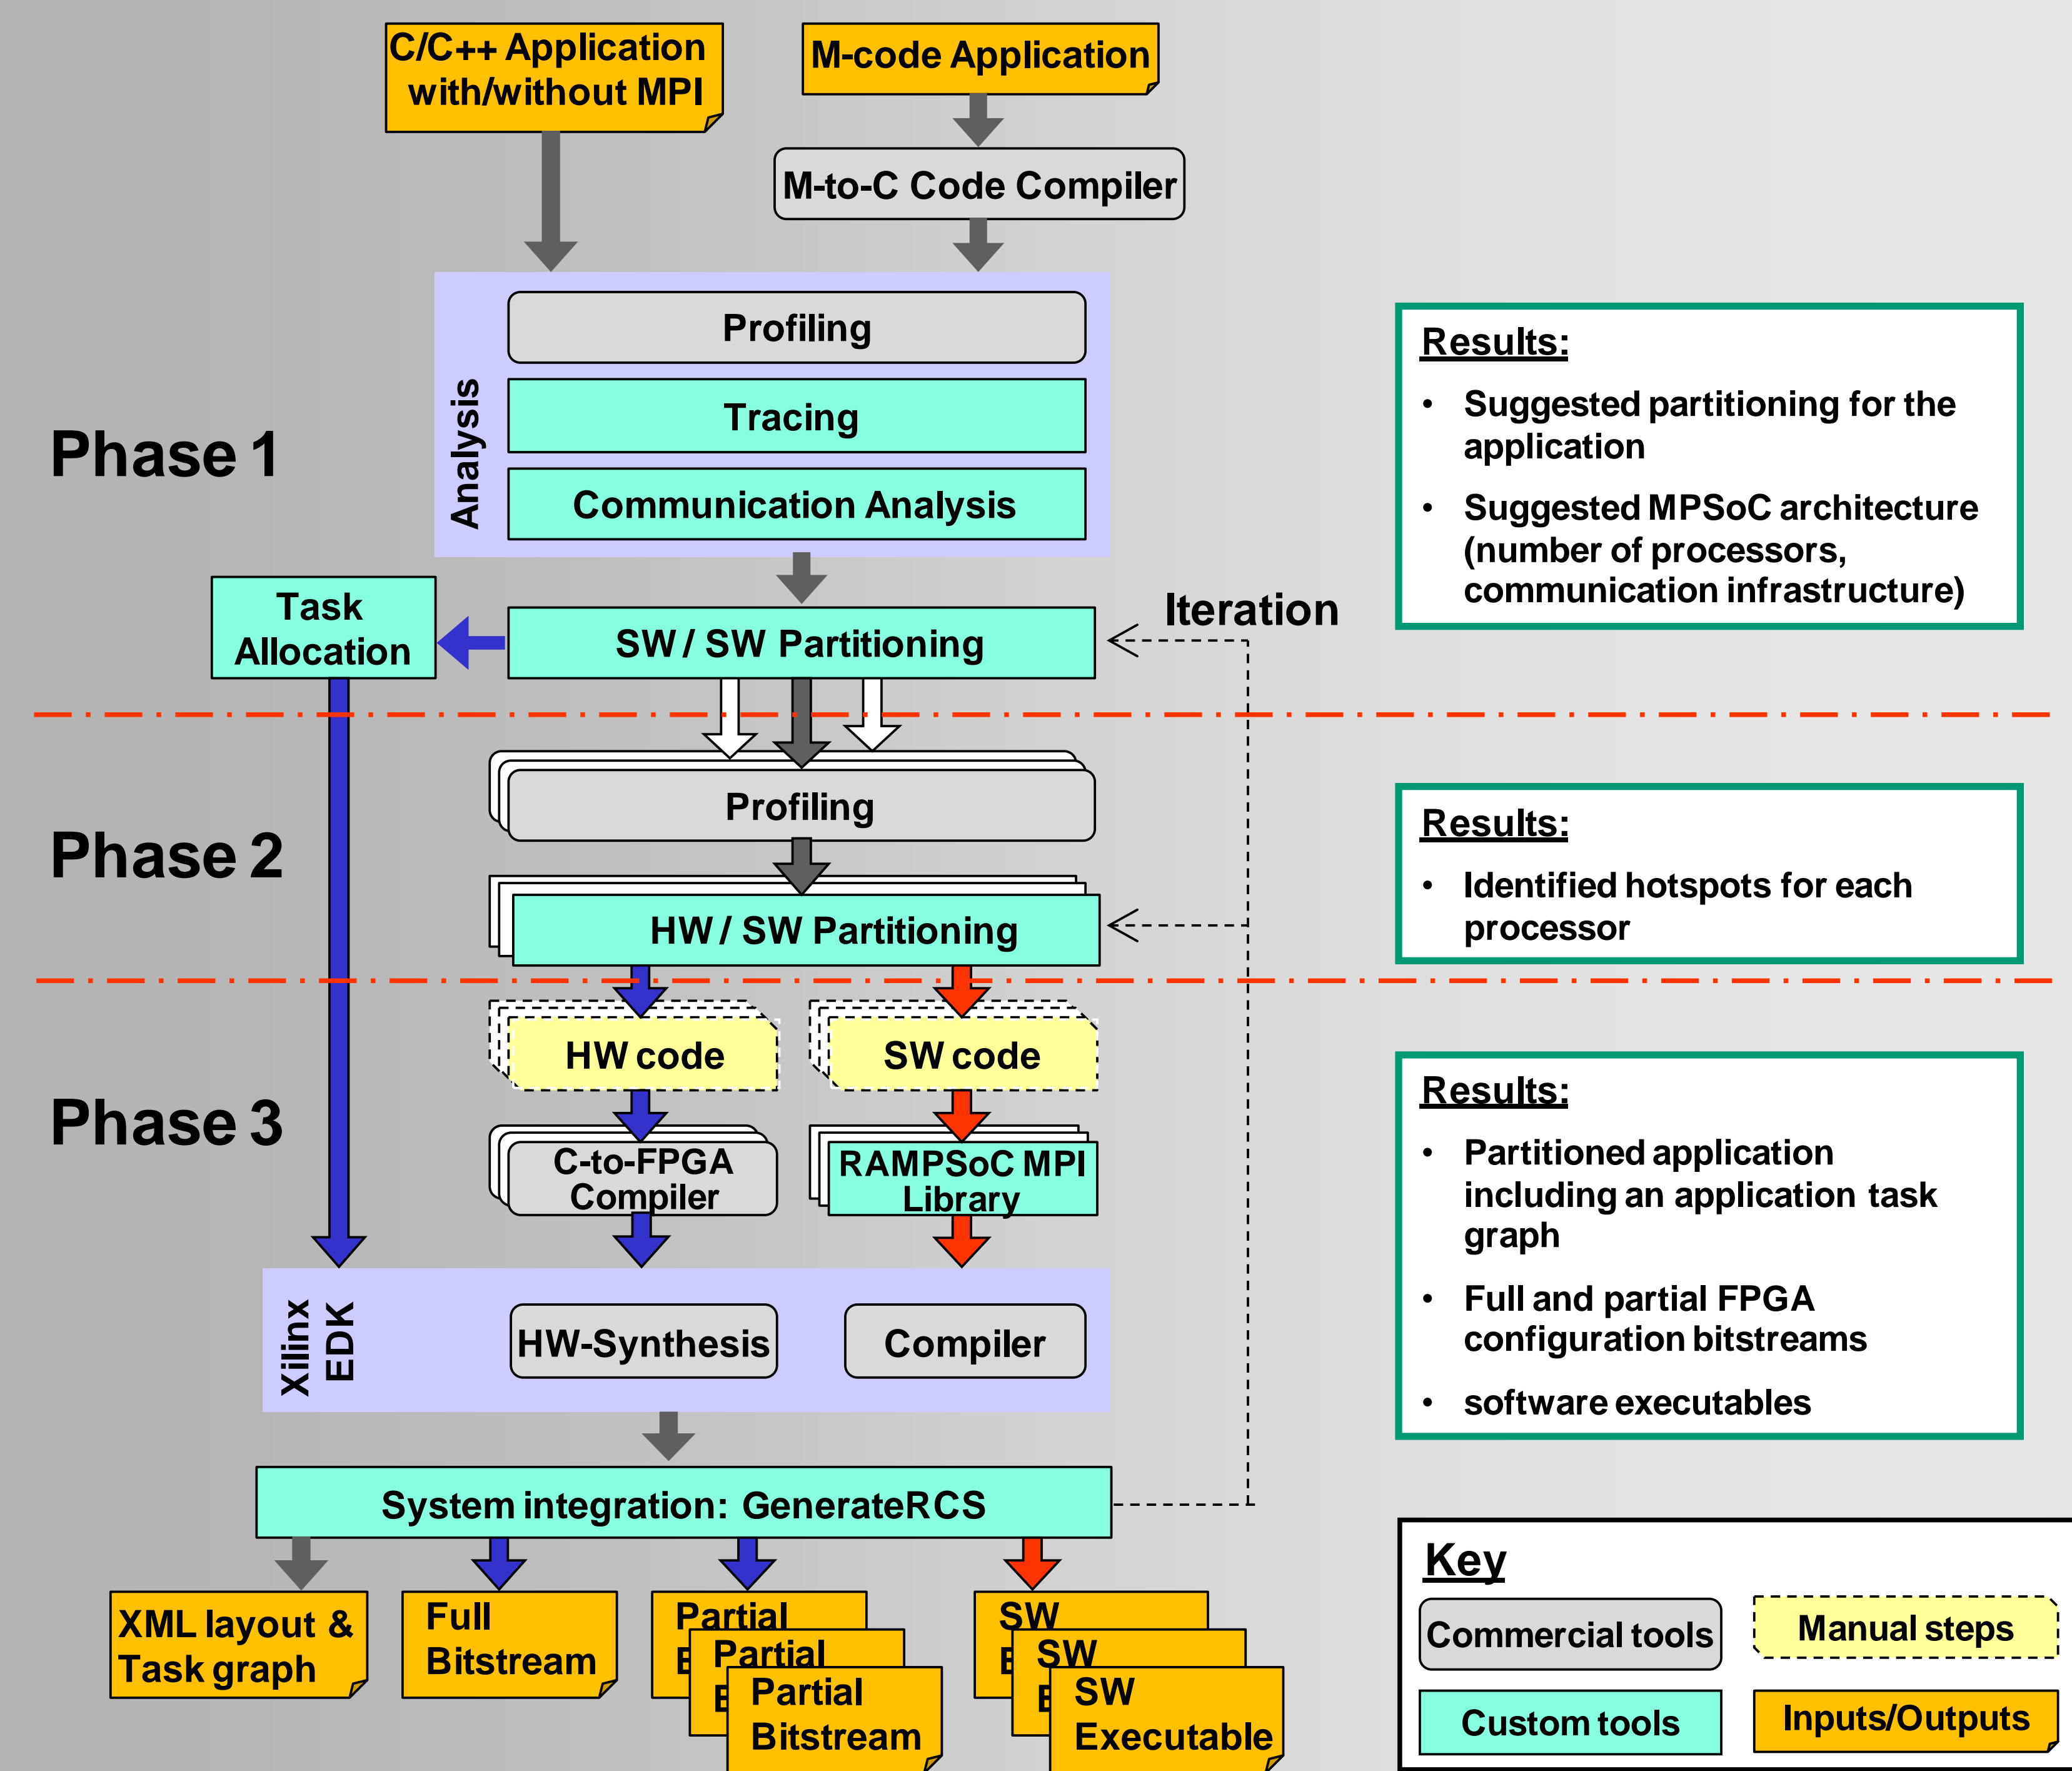 C/C++ Application
with/without MPI
M-code Application
M-to-C Code Compiler
Phase 1
Analysis
Profiling
Tracing
Communication Analysis
Task
Allocation
SW / SW Partitioning
Iteration
Results:
• Suggested partitioning for the
application
• Suggested MPSoC architecture
(number of processors,
communication infrastructure)
Phase 2
Profiling
HW / SW Partitioning
Results:
• Identified hotspots for each
processor
Phase 3
HW code
SW code
C-to-FPGA
Compiler
RAMPSoC MPI
Library
Xilinx
EDK
HW-Synthesis
Compiler
System integration: GenerateRCS
Results:
• Partitioned application
including an application task
graph
• Full and partial FPGA
configuration bitstreams
• software executables
XML layout &
Task graph
Full
Bitstream
Partial
B
Partial
B
Partial
Bitstream
SW
E
SW
E
SW
Executable
Key
Commercial tools
Manual steps
Custom tools
Inputs/Outputs